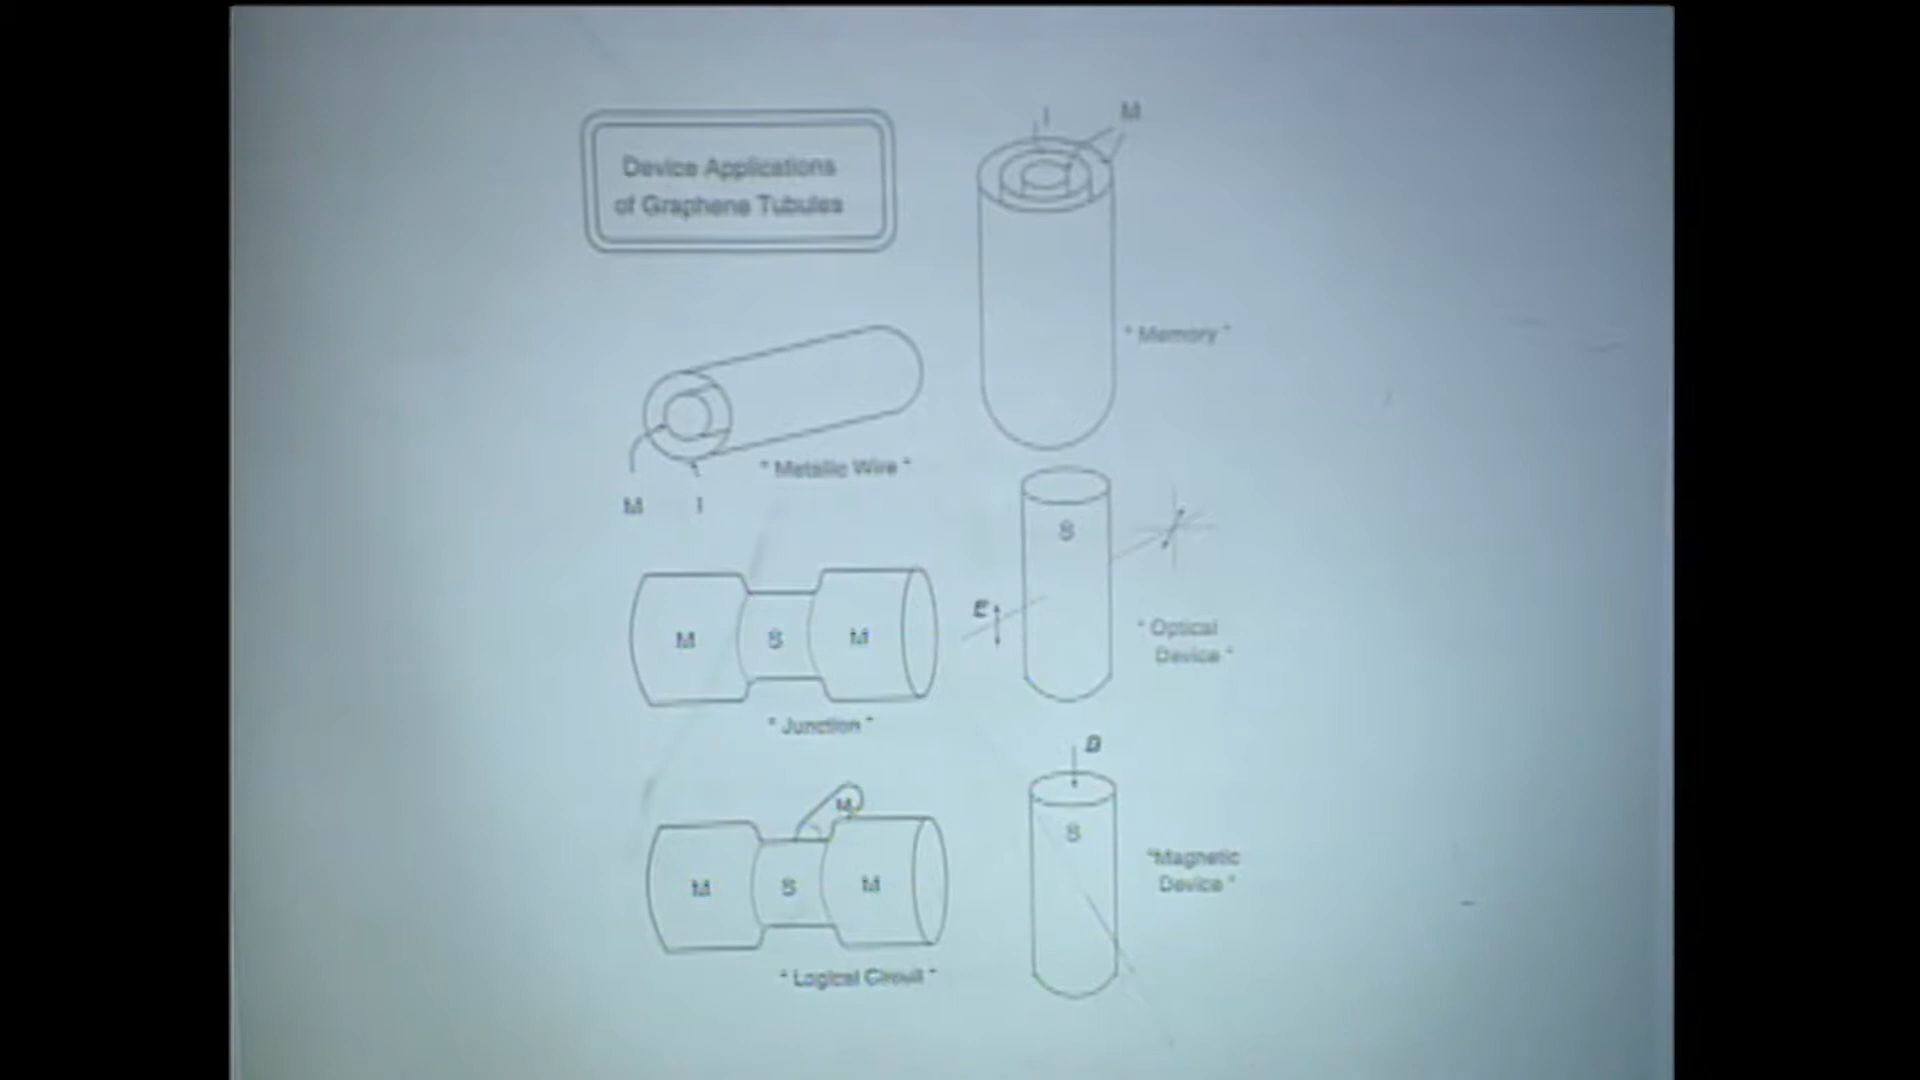 Device Applications
of Graphene Tubules
I
M
" Memory "
" Metallic Wire "
M
I
S
E
" Optical
Device "
M
S
M
" Junction "
B
S
"Magnetic
Device "
M
M
S
M
" Logical Circuit "